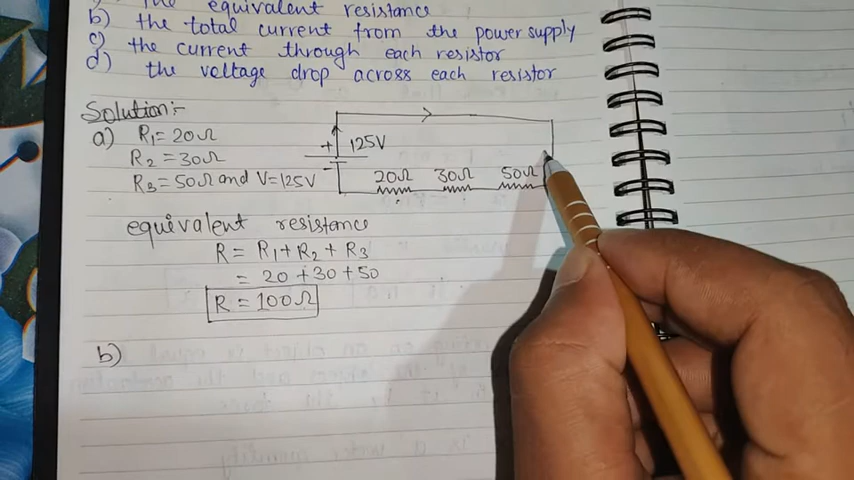 the equivalent resistance
b) the total current from the power supply
c) the current through each resistor
d) the voltage drop across each resistor
Solution:-
a) R1 = 20Ω
R2 = 30Ω
R3 = 50Ω and V=125V
+ 125V
-
20Ω 30Ω 50Ω
equivalent resistance
R = R1 + R2 + R3
= 20 + 30 + 50
R = 100Ω
b)